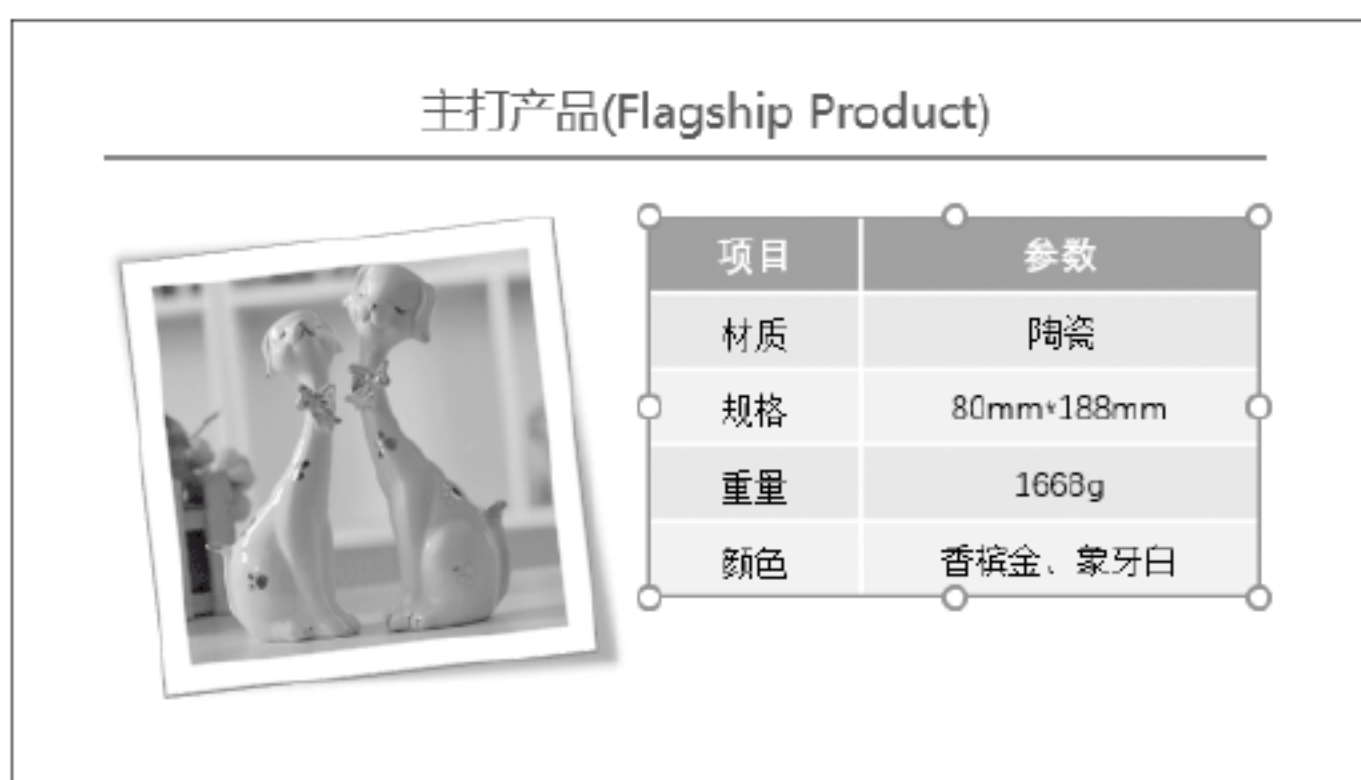 主打产品(Flagship Product)
项目 参数
材质 陶瓷
规格 80mm*188mm
重量 1668g
颜色 香槟金、象牙白